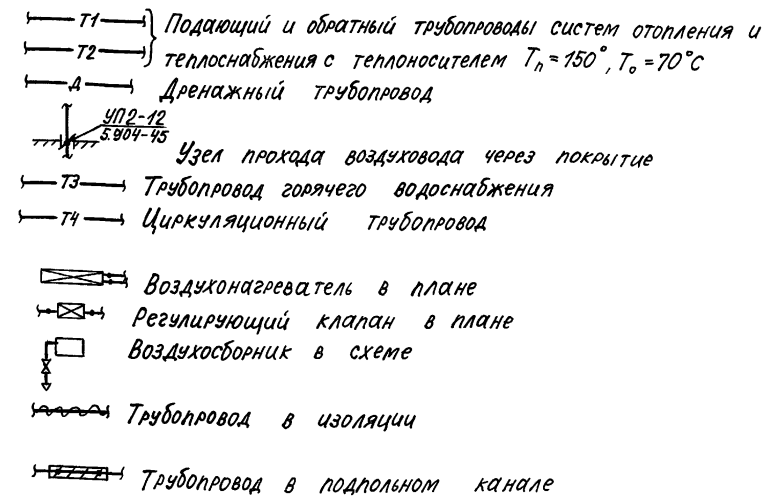 Т1 Подающий и обратный трубопроводы систем отопления и
Т2 теплоснабжения с теплоносителем Tп = 150°, Tо = 70°С
Д Дренажный трубопровод
УП2-12
5.904-45
Узел прохода воздуховода через покрытие
Т3 Трубопровод горячего водоснабжения
Т4 Циркуляционный трубопровод
Воздухонагреватель в плане
Регулирующий клапан в плане
Воздухосборник в схеме
Трубопровод в изоляции
Трубопровод в подпольном канале